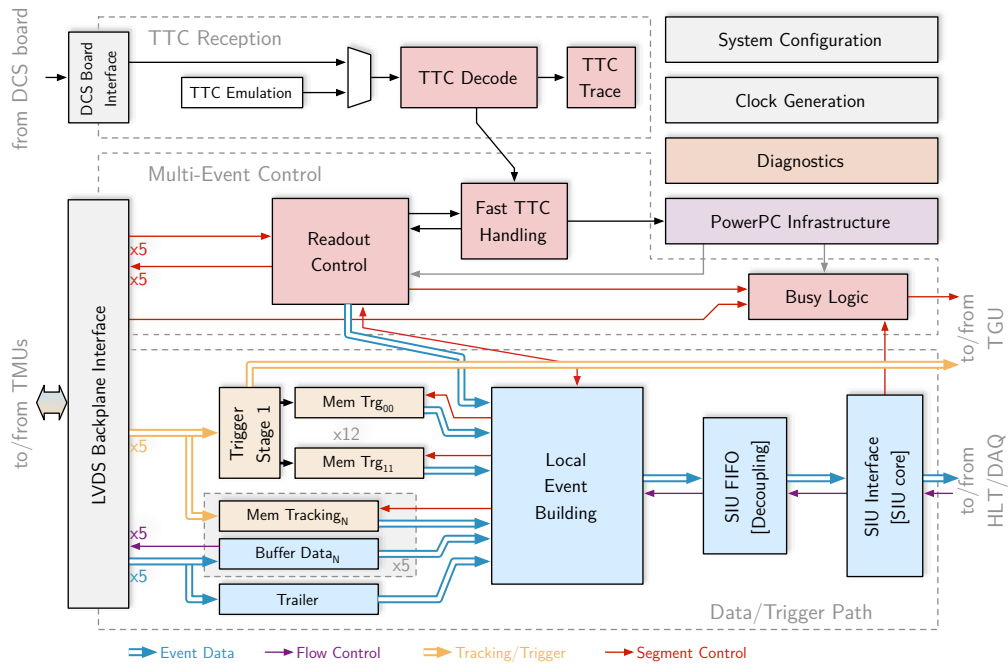 TTC Reception
System Configuration
DCS Board
Interface
from DCS board
TTC Decode
TTC
Trace
TTC Emulation
Clock Generation
Diagnostics
Multi-Event Control
PowerPC Infrastructure
Readout
Control
Fast TTC
Handling
x5
x5
Busy Logic
to/from
TGU
LVDS Backplane Interface
to/from TMUs
Trigger
Stage 1
Mem Trg00
x12
Mem Trg11
x5
Local
Event
Building
SIU FIFO
[Decoupling]
SIU Interface
[SIU core]
to/from
HLT/DAQ
Mem TrackingN
x5
Buffer DataN
x5
x5
Trailer
Data/Trigger Path
Event Data
Flow Control
Tracking/Trigger
Segment Control